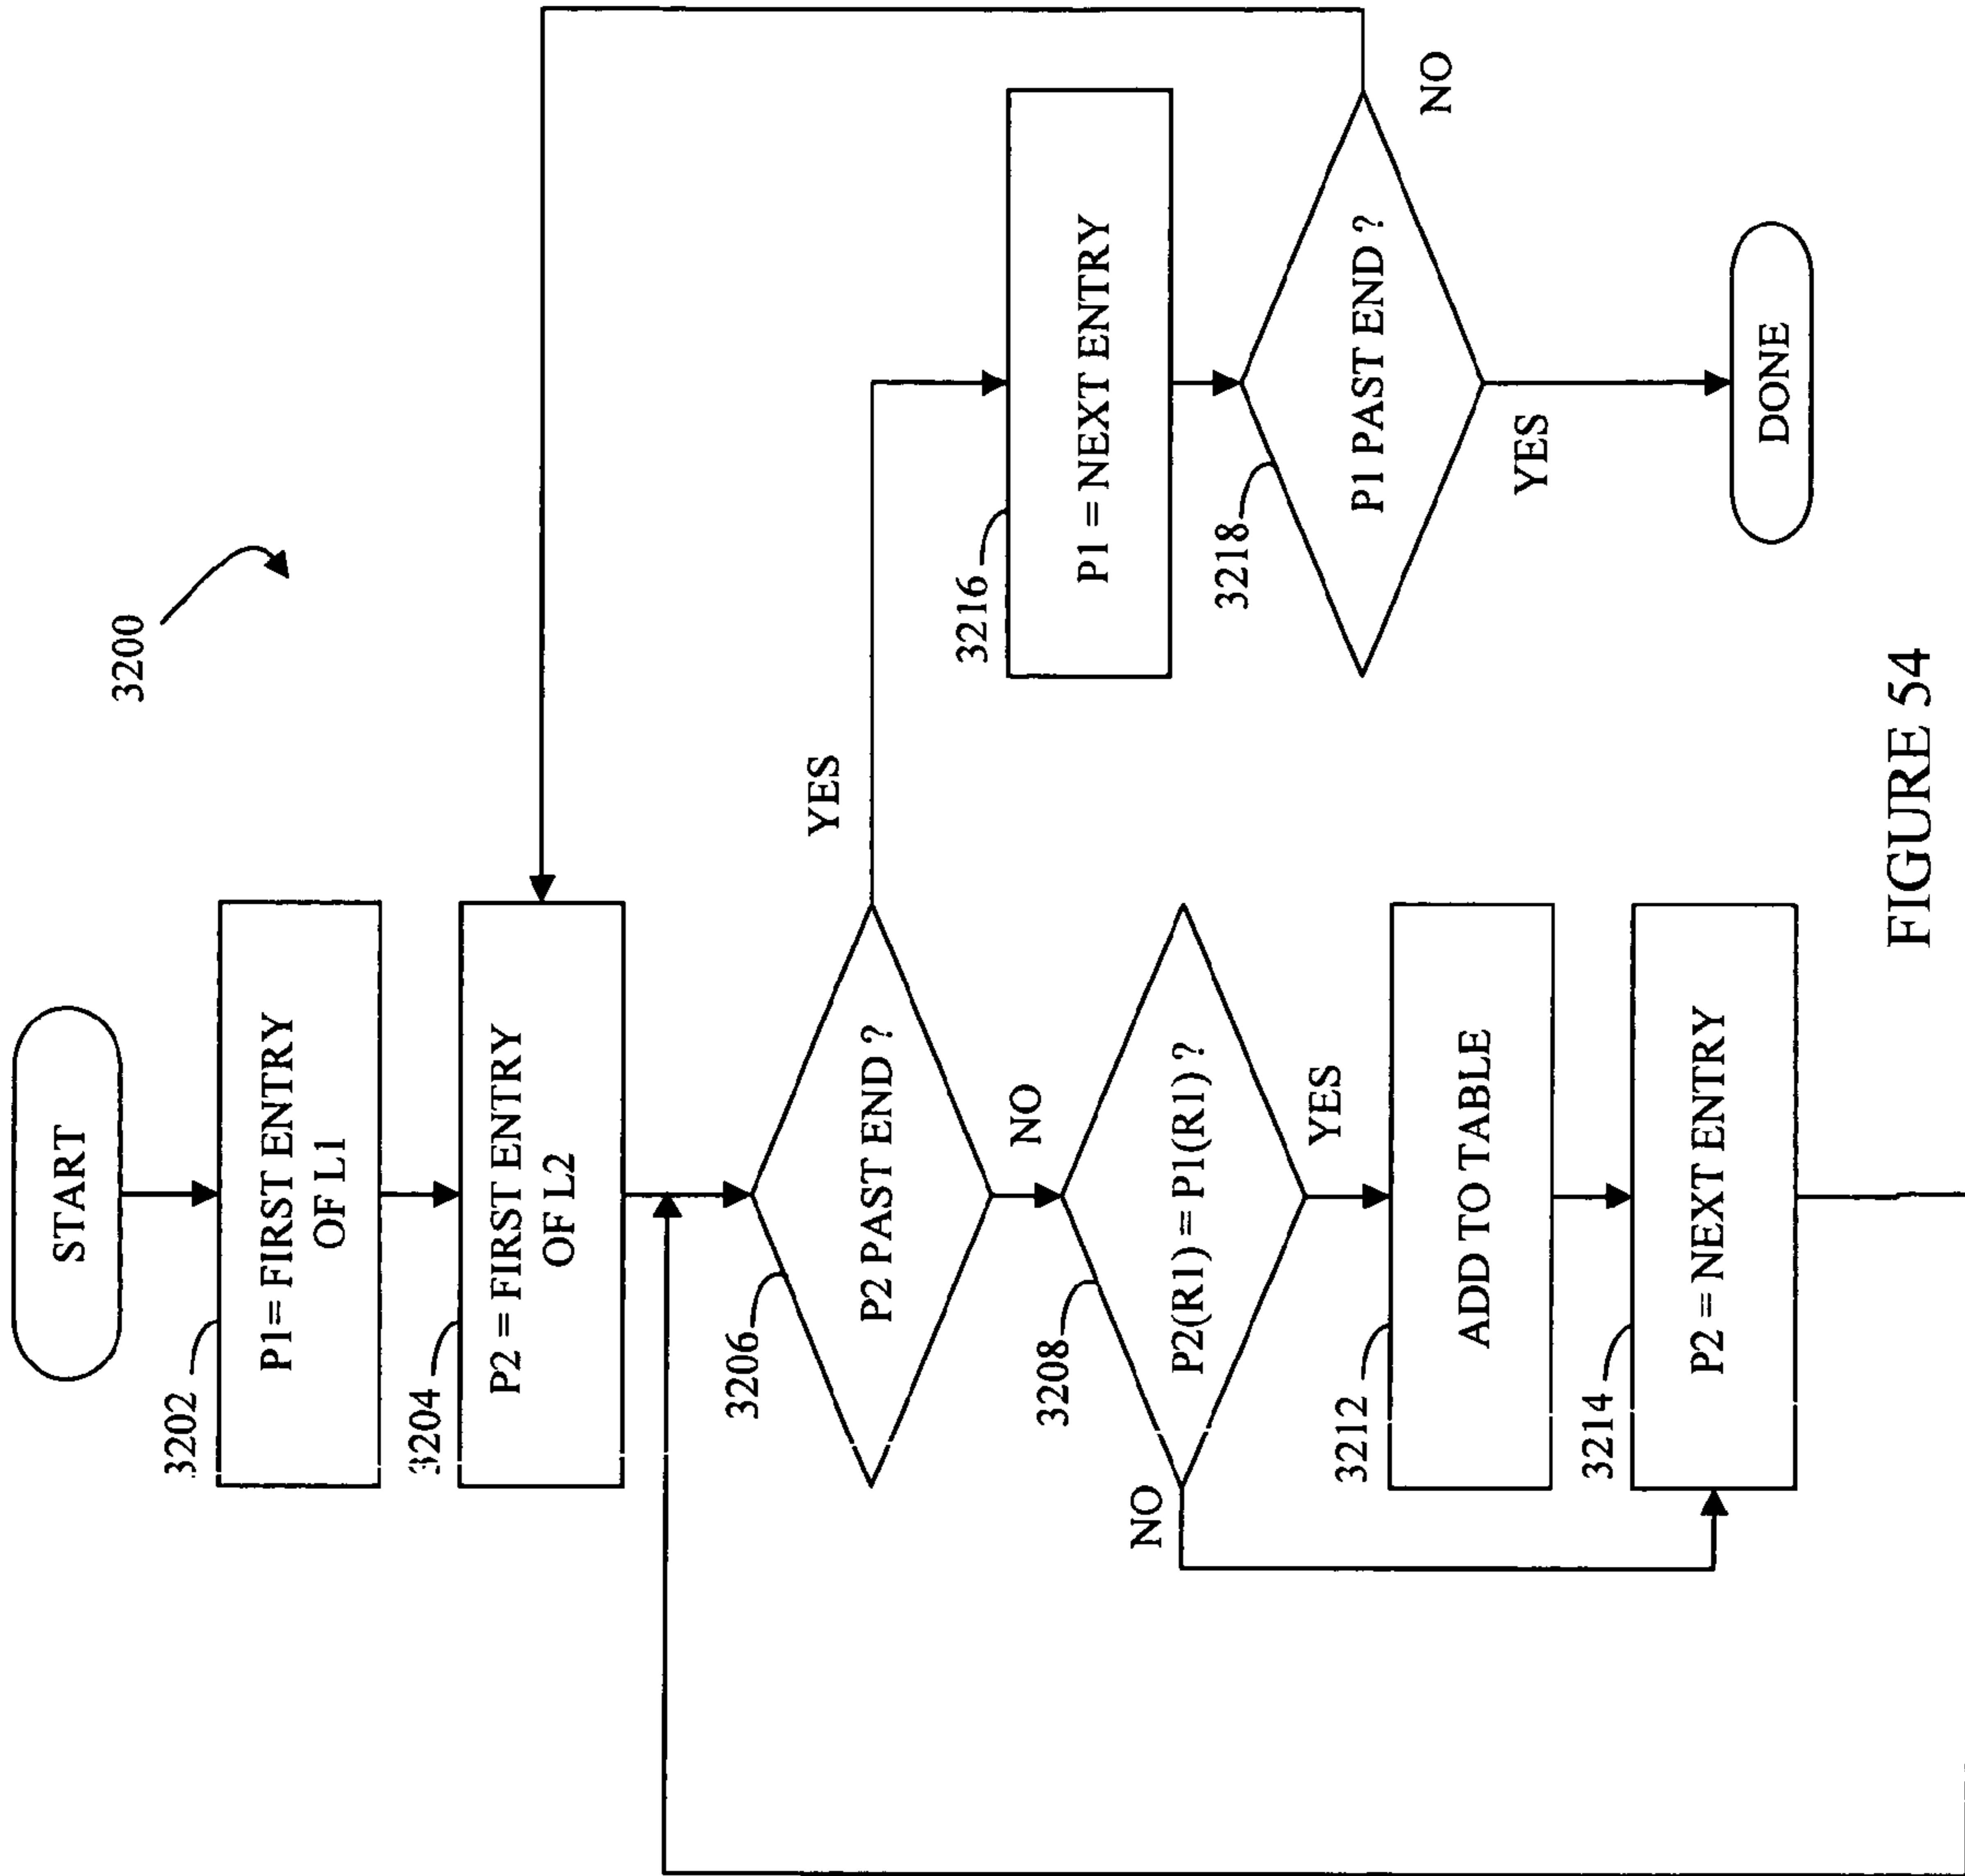 3200
START
3202
P1= FIRST ENTRY
OF L1
3204
P2 = FIRST ENTRY
OF L2
3206
P2 PAST END ?
YES
NO
3208
P2(R1) = P1(R1) ?
NO
YES
3212
ADD TO TABLE
3214
P2 = NEXT ENTRY
3216
P1 = NEXT ENTRY
3218
P1 PAST END ?
NO
YES
DONE
FIGURE 54